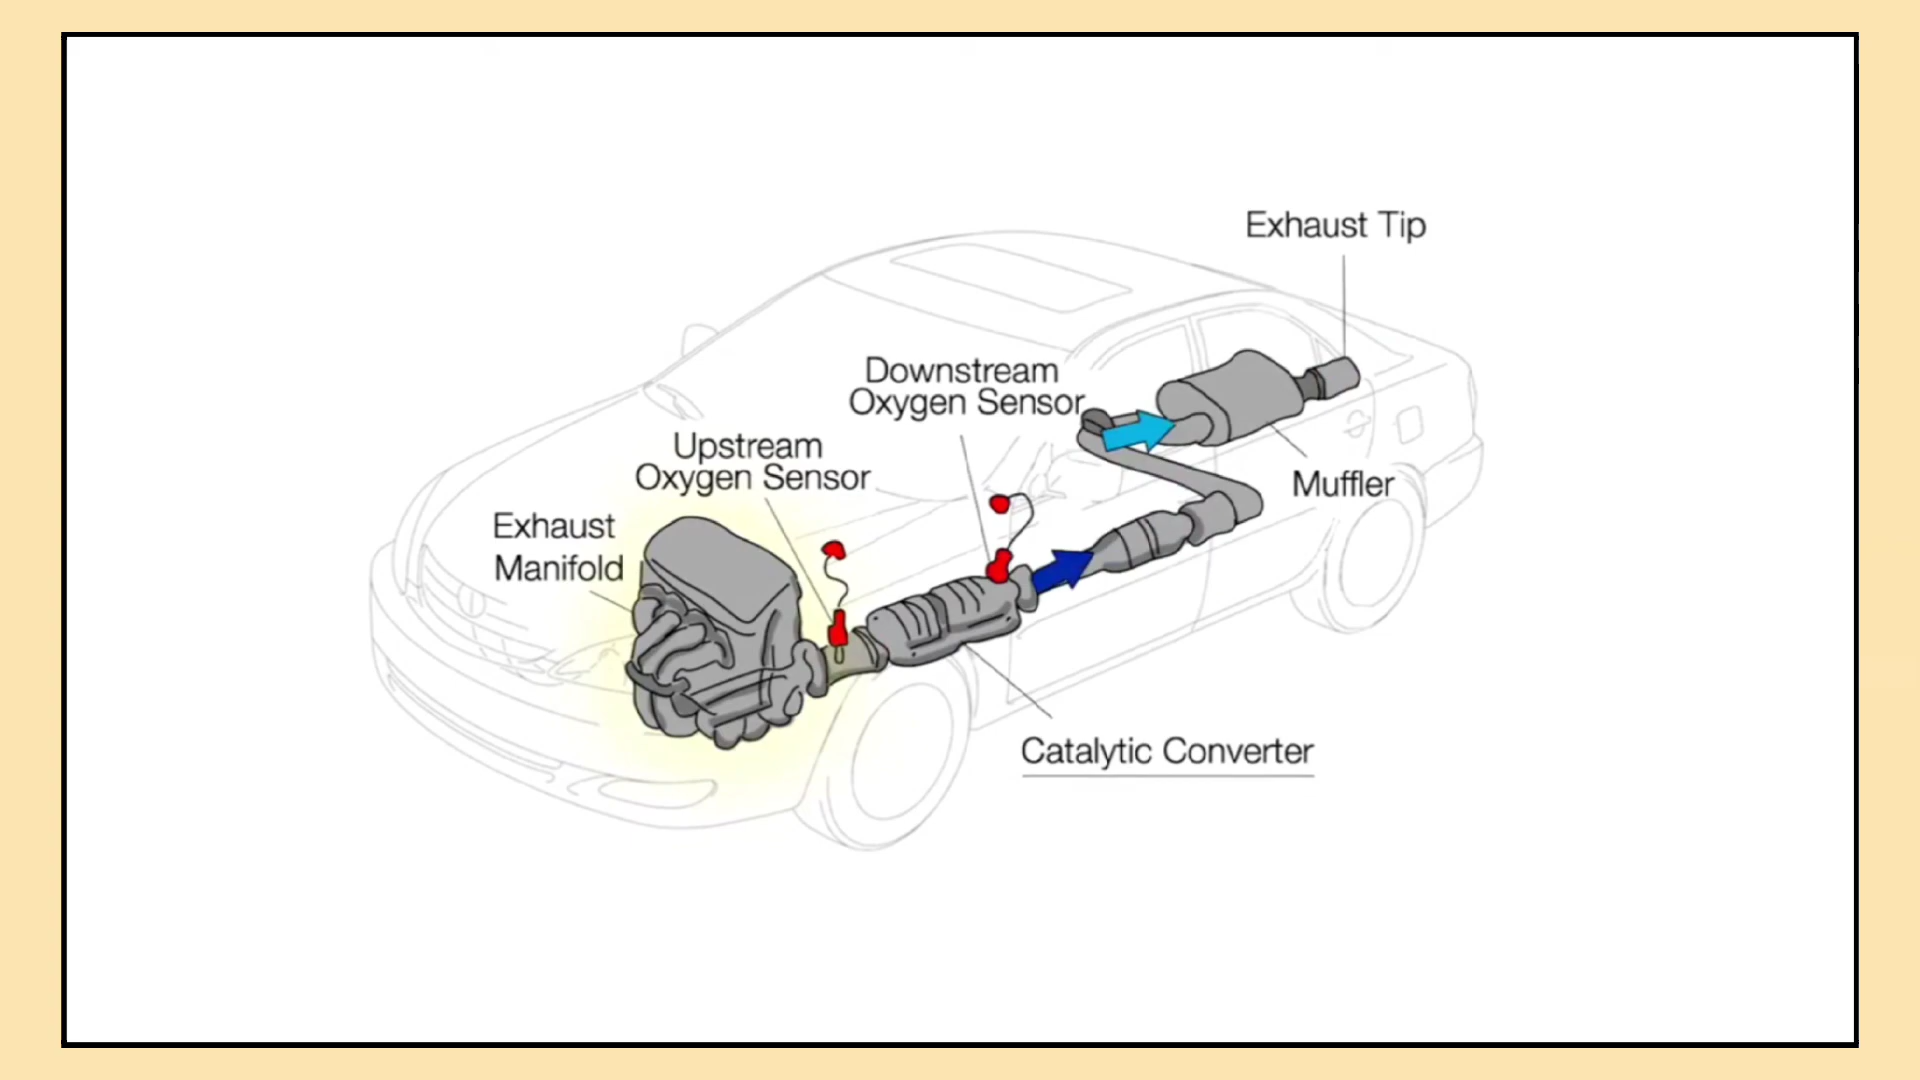 Exhaust Tip
Downstream
Oxygen Sensor
Upstream
Oxygen Sensor
Muffler
Exhaust
Manifold
Catalytic Converter